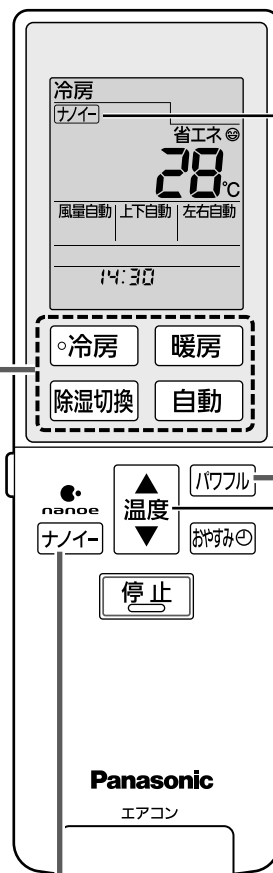 冷房
ナノイー
省エネ
28℃
風量自動 上下自動 左右自動
14:30
冷房 暖房
除湿切換 自動
nanoe
ナノイー
温度
パワフル
おやすみ
停止
Panasonic
エアコン